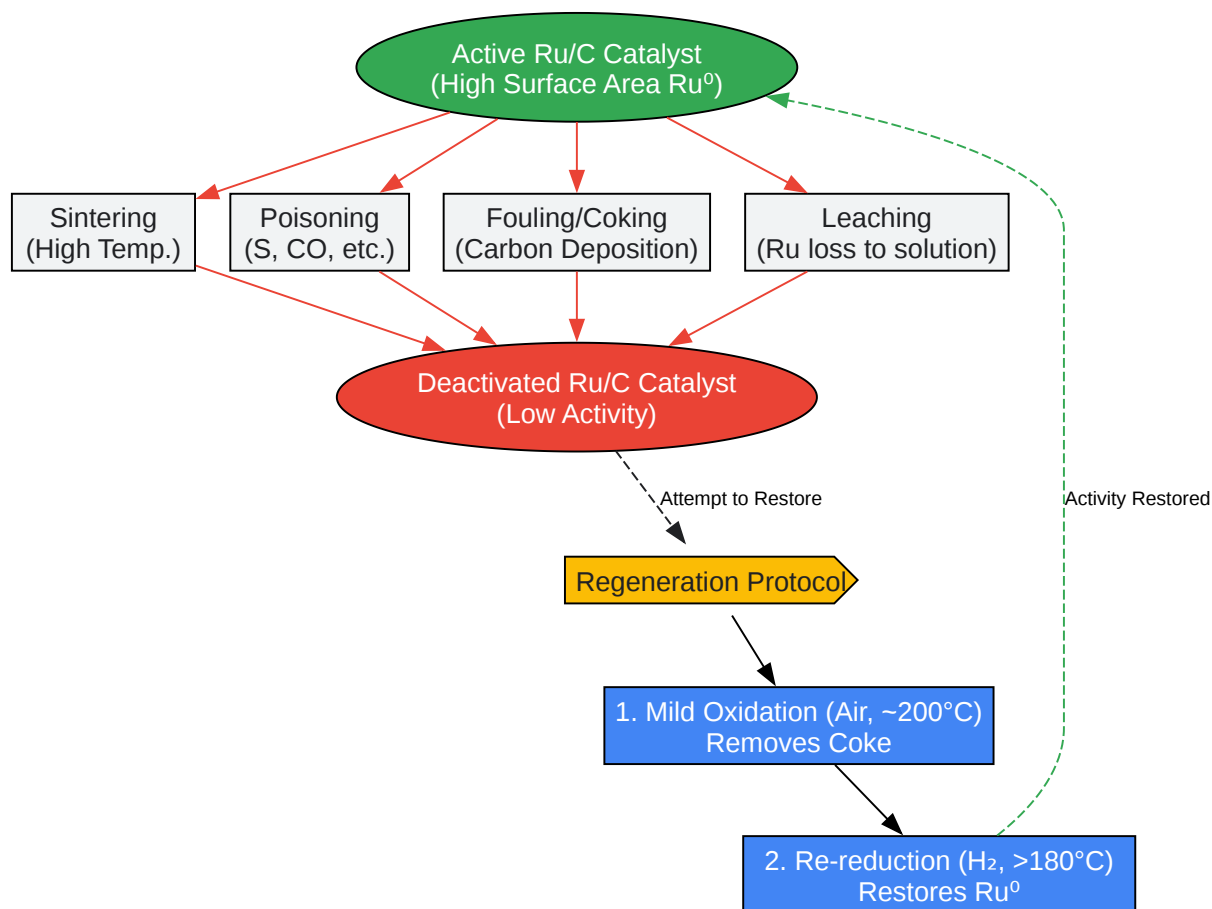 Active Ru/C Catalyst
(High Surface Area Ru⁰)
Sintering
(High Temp.)
Poisoning
(S, CO, etc.)
Fouling/Coking
(Carbon Deposition)
Leaching
(Ru loss to solution)
Deactivated Ru/C Catalyst
(Low Activity)
Attempt to Restore
Activity Restored
Regeneration Protocol
1. Mild Oxidation (Air, ~200°C)
Removes Coke
2. Re-reduction (H₂, >180°C)
Restores Ru⁰